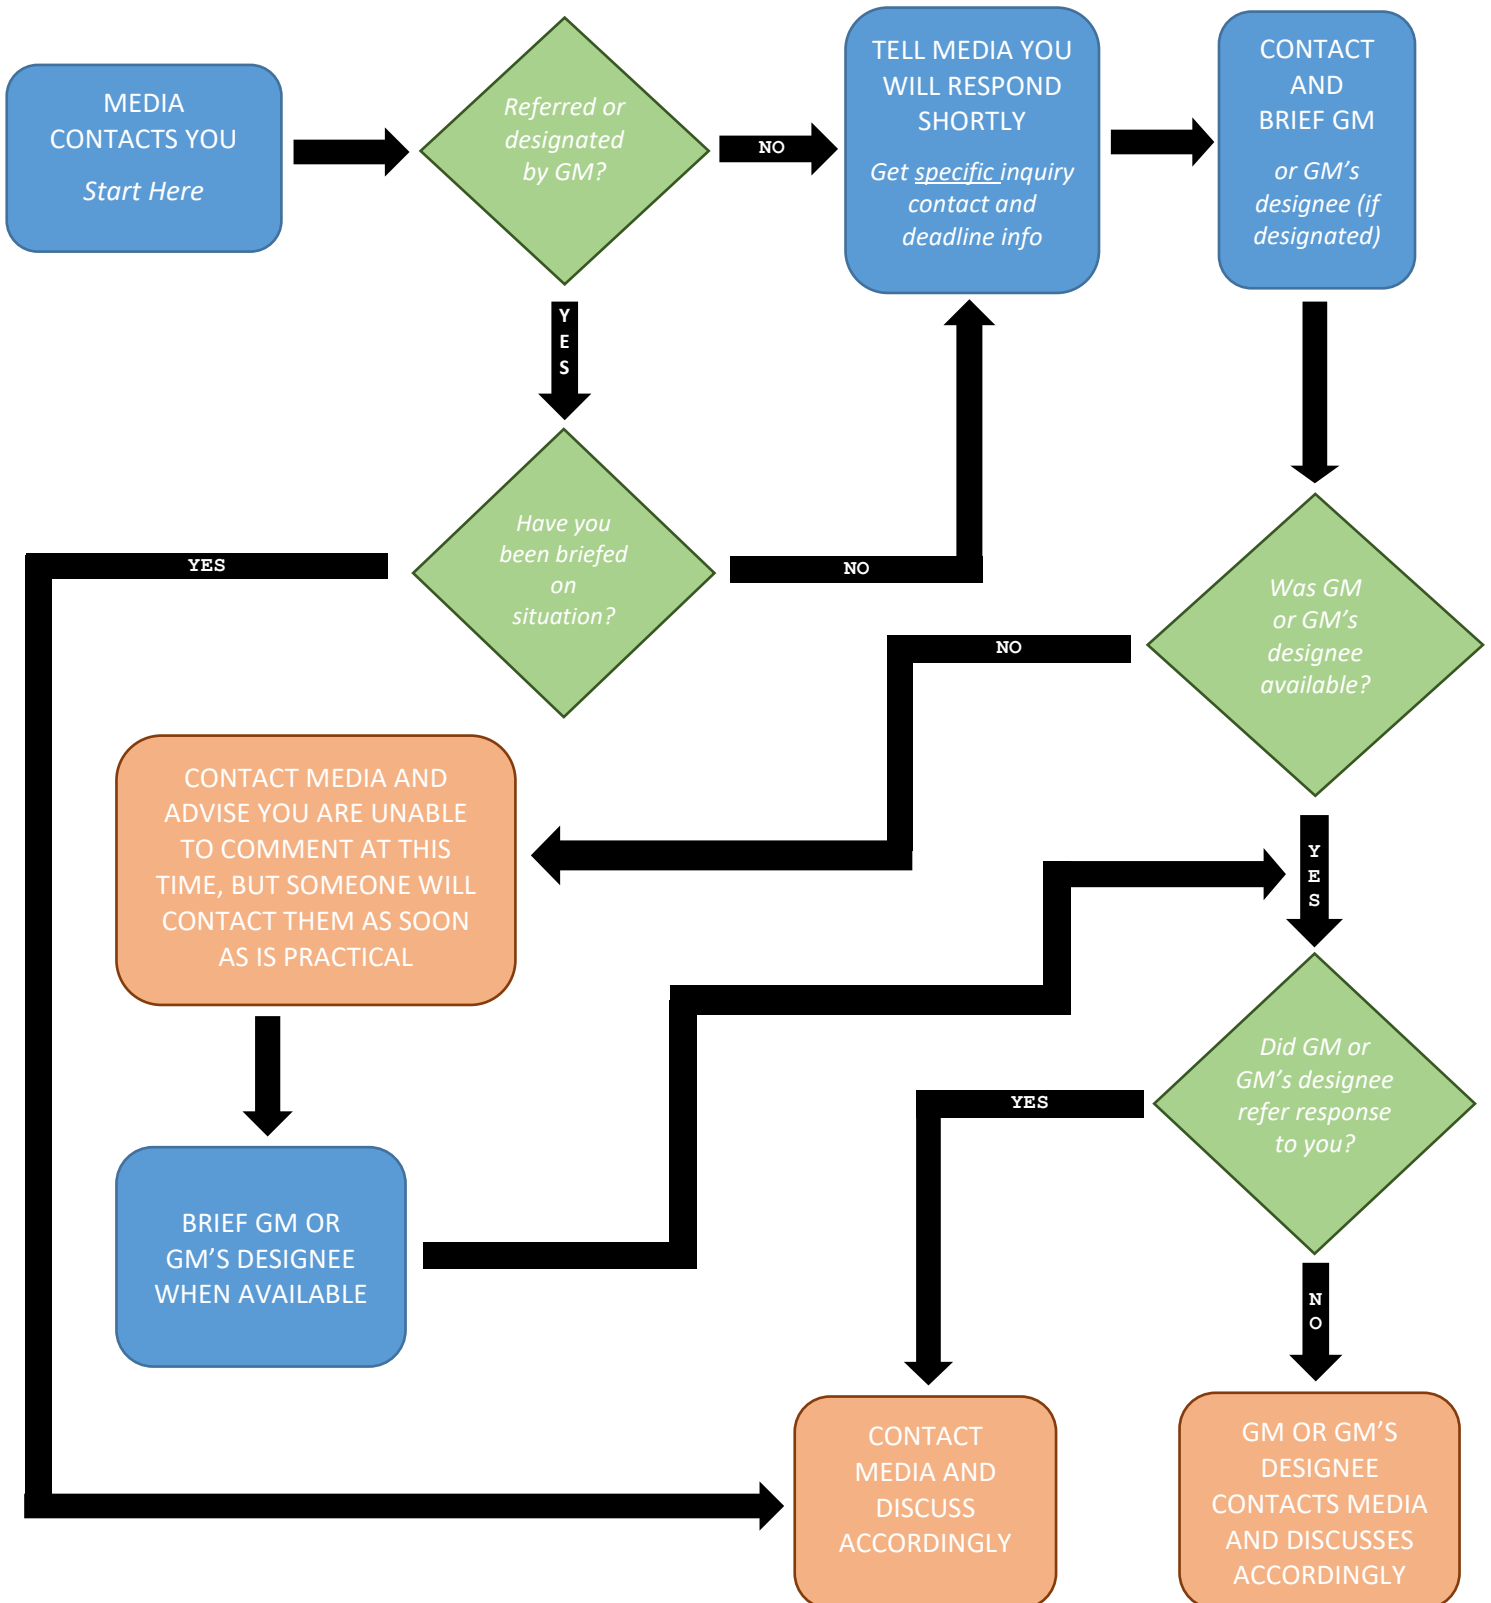 MEDIA
CONTACTS YOU
Start Here
Referred or
designated
by GM?
NO
TELL MEDIA YOU
WILL RESPOND
SHORTLY
Get specific inquiry
contact and
deadline info
CONTACT
AND
BRIEF GM
or GM’s
designee (if
designated)
Y
E
S
Have you
been briefed
on
situation?
YES
NO
Was GM
or GM’s
designee
available?
NO
CONTACT MEDIA AND
ADVISE YOU ARE UNABLE
TO COMMENT AT THIS
TIME, BUT SOMEONE WILL
CONTACT THEM AS SOON
AS IS PRACTICAL
Y
E
S
Did GM or
GM’s designee
refer response
to you?
YES
BRIEF GM OR
GM’S DESIGNEE
WHEN AVAILABLE
N
O
CONTACT
MEDIA AND
DISCUSS
ACCORDINGLY
GM OR GM’S
DESIGNEE
CONTACTS MEDIA
AND DISCUSSES
ACCORDINGLY